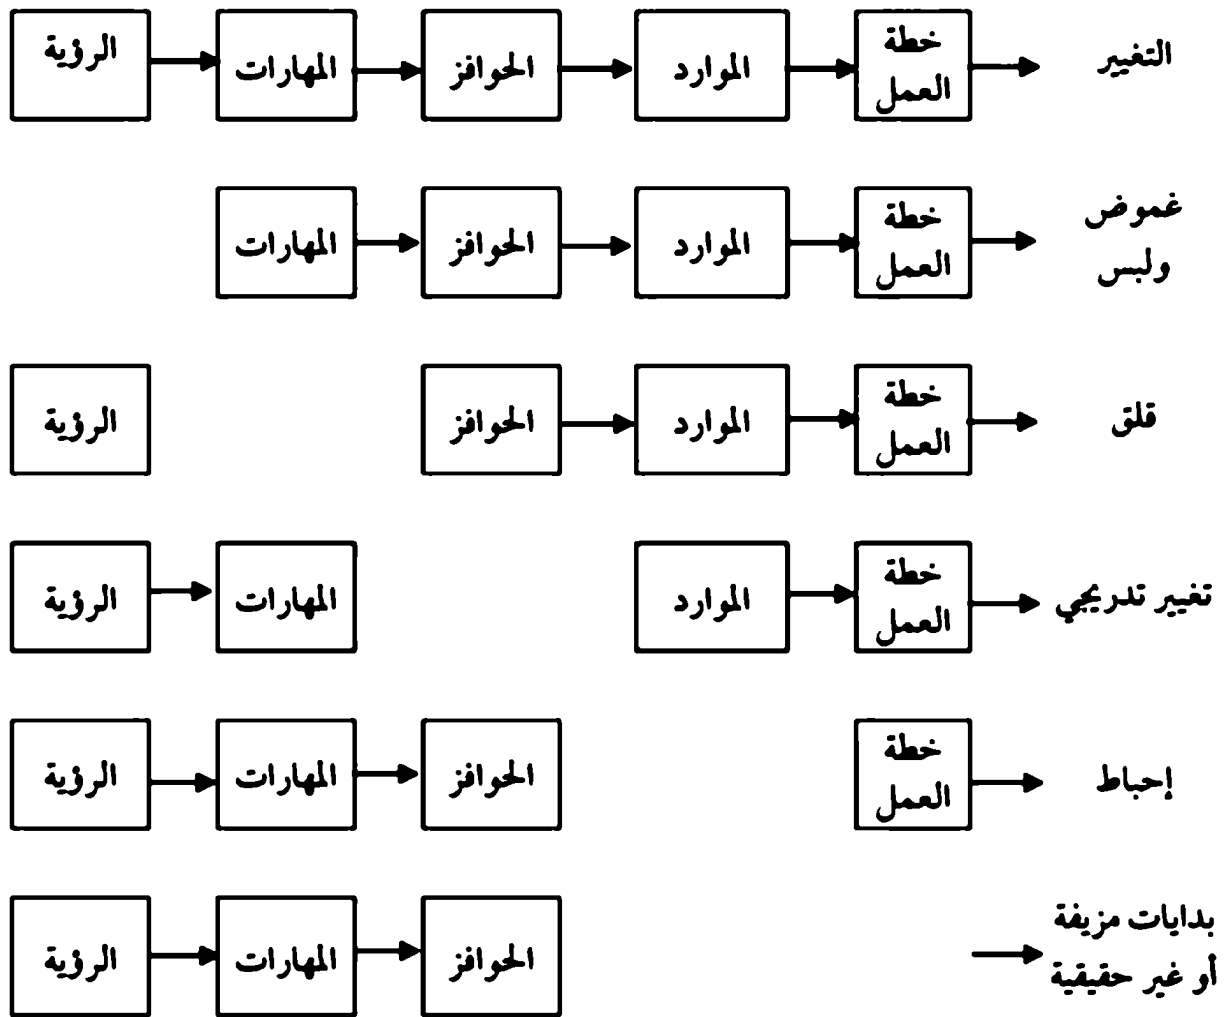 الرؤية
المهارات
الحوافز
الموارد
خطة
العمل
التغيير
المهارات
الحوافز
الموارد
خطة
العمل
غموض
ولبس
الرؤية
الحوافز
الموارد
خطة
العمل
قلق
الرؤية
المهارات
الموارد
خطة
العمل
تغيير تدريجي
الرؤية
المهارات
الحوافز
خطة
العمل
إحباط
الرؤية
المهارات
الحوافز
بدايات مزيفة
أو غير حقيقية